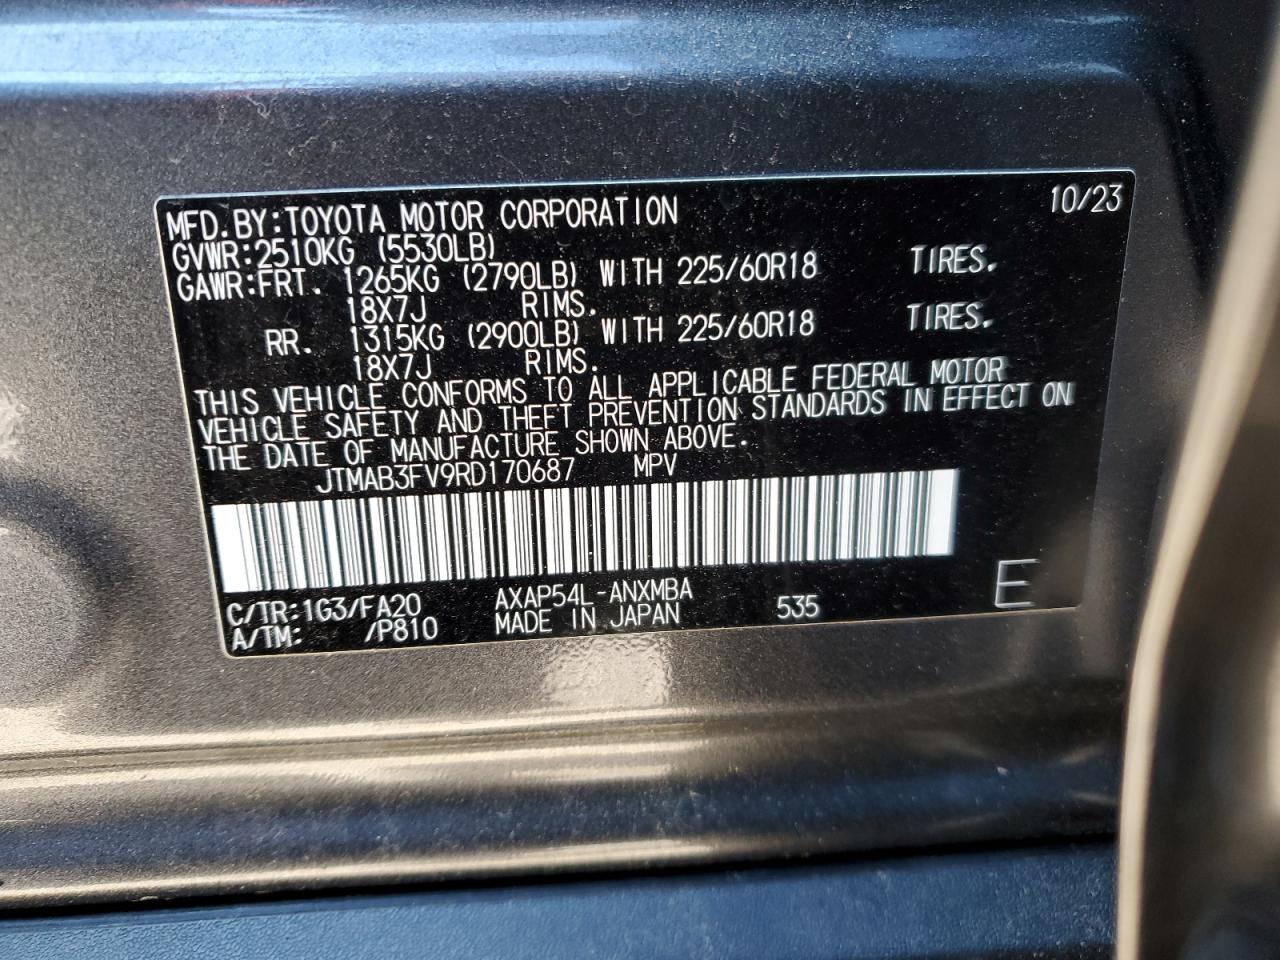 MFD.BY:TOYOTA MOTOR CORPORATION 10/23
GVWR:2510KG (5530LB)
GAWR:FRT. 1265KG (2790LB) WITH 225/60R18 TIRES.
18X7J RIMS.
RR. 1315KG (2900LB) WITH 225/60R18 TIRES.
18X7J RIMS.
THIS VEHICLE CONFORMS TO ALL APPLICABLE FEDERAL MOTOR
VEHICLE SAFETY AND THEFT PREVENTION STANDARDS IN EFFECT ON
THE DATE OF MANUFACTURE SHOWN ABOVE.
JTMAB3FV9RD170687 MPV
C/TR:1G3/FA20 AXAP54L-ANXMBA
A/TM: /P810 MADE IN JAPAN 535 E